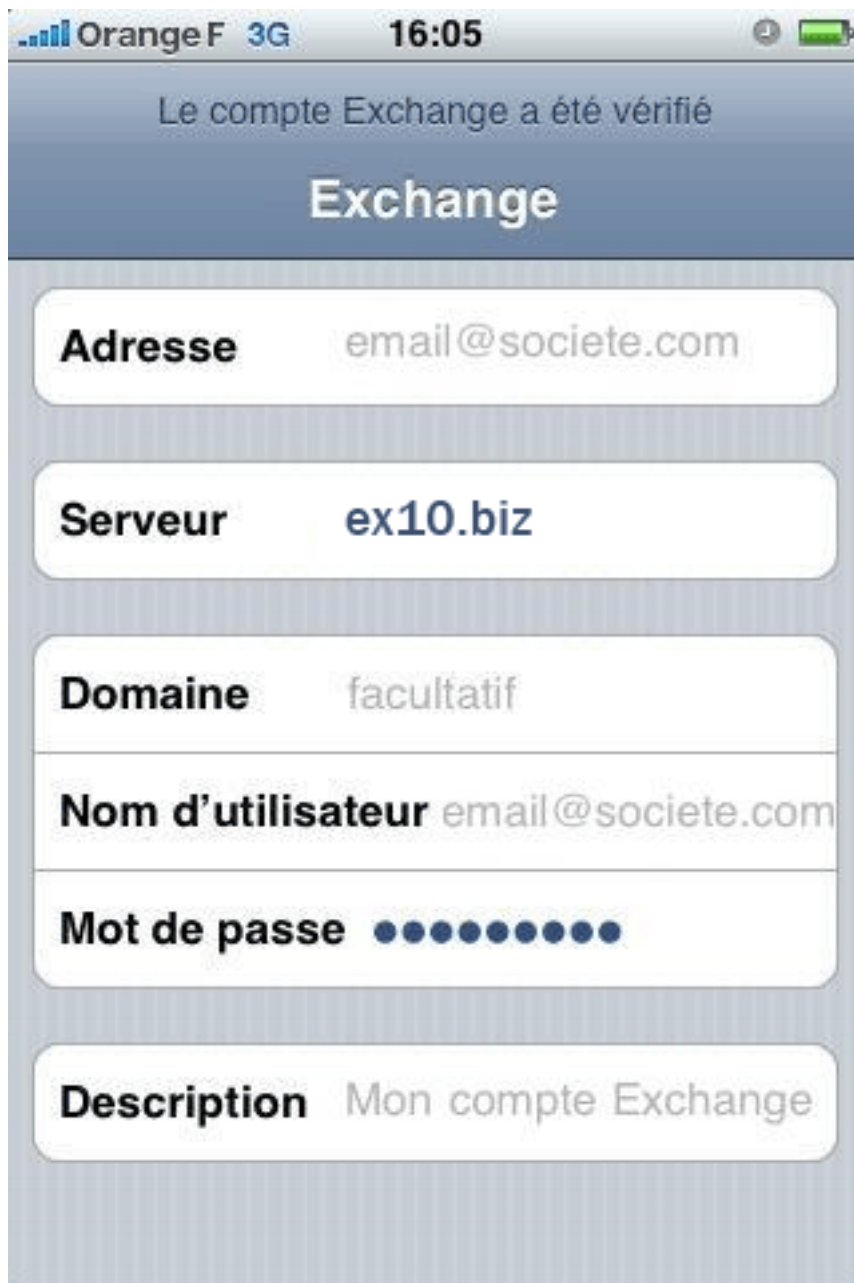 Orange F 3G 16:05
Le compte Exchange a été vérifié
Exchange
Adresse email@societe.com
Serveur ex10.biz
Domaine facultatif
Nom d'utilisateur email@societe.com
Mot de passe ●●●●●●●●●
Description Mon compte Exchange